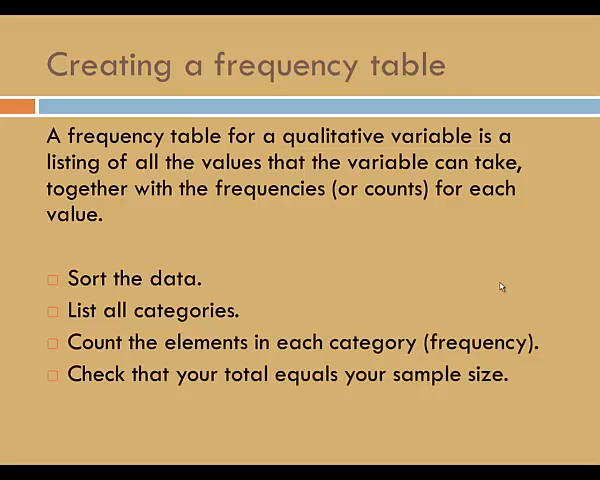 Creating a frequency table
A frequency table for a qualitative variable is a
listing of all the values that the variable can take,
together with the frequencies (or counts) for each
value.
Sort the data.
List all categories.
Count the elements in each category (frequency).
Check that your total equals your sample size.